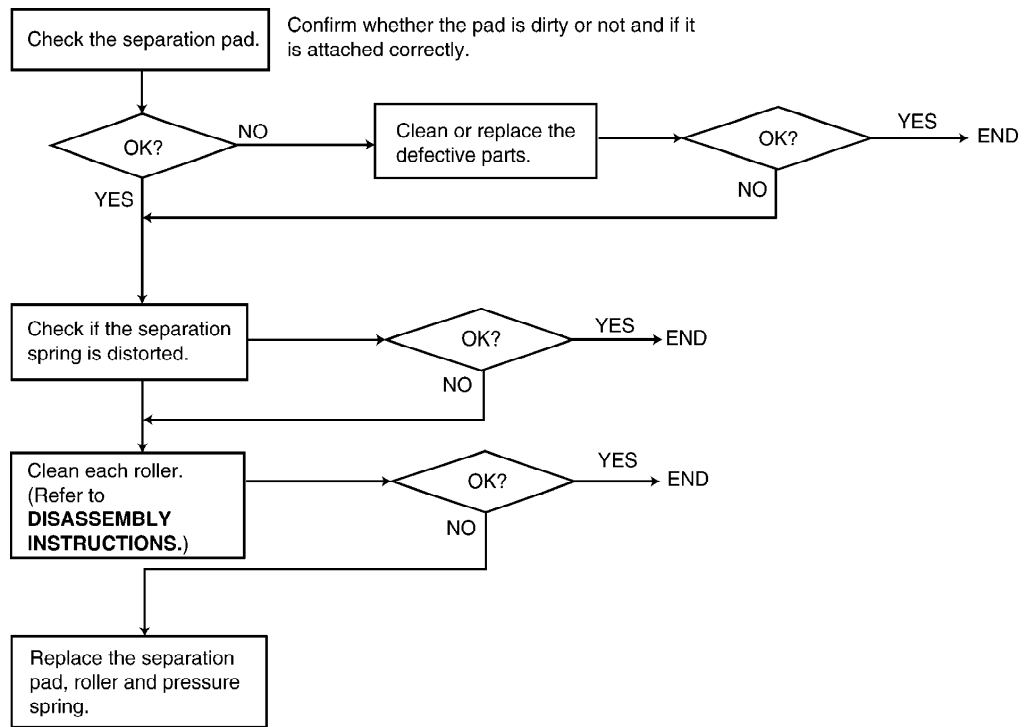 Check the separation pad.
Confirm whether the pad is dirty or not and if it
is attached correctly.
OK?
NO
Clean or replace the
defective parts.
OK?
YES
END
YES
NO
Check if the separation
spring is distorted.
OK?
YES
END
NO
Clean each roller.
(Refer to
DISASSEMBLY
INSTRUCTIONS.)
OK?
YES
END
NO
Replace the separation
pad, roller and pressure
spring.